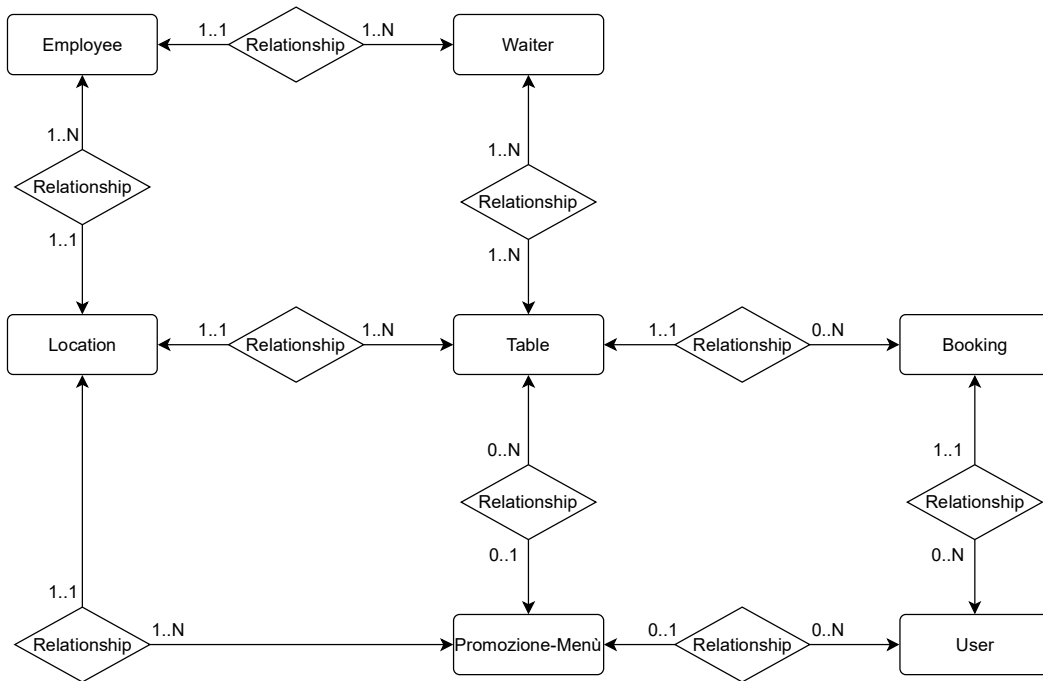 Employee
1..1
Relationship
1..N
Waiter
1..N
Relationship
1..1
1..N
Relationship
1..N
Location
1..1
Relationship
1..N
Table
1..1
Relationship
0..N
Booking
0..N
Relationship
0..1
1..1
Relationship
0..N
1..1
Relationship
1..N
Promozione-Menù
0..1
Relationship
0..N
User